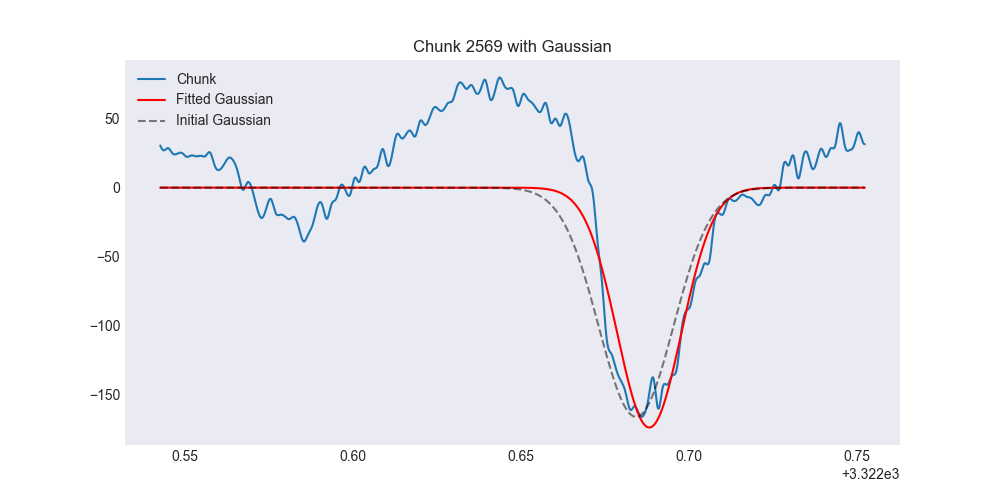 Chunk 2569 with Gaussian
Chunk
Fitted Gaussian
Initial Gaussian
50
0
−50
−100
−150
0.55 0.60 0.65 0.70 0.75
+3.322e3